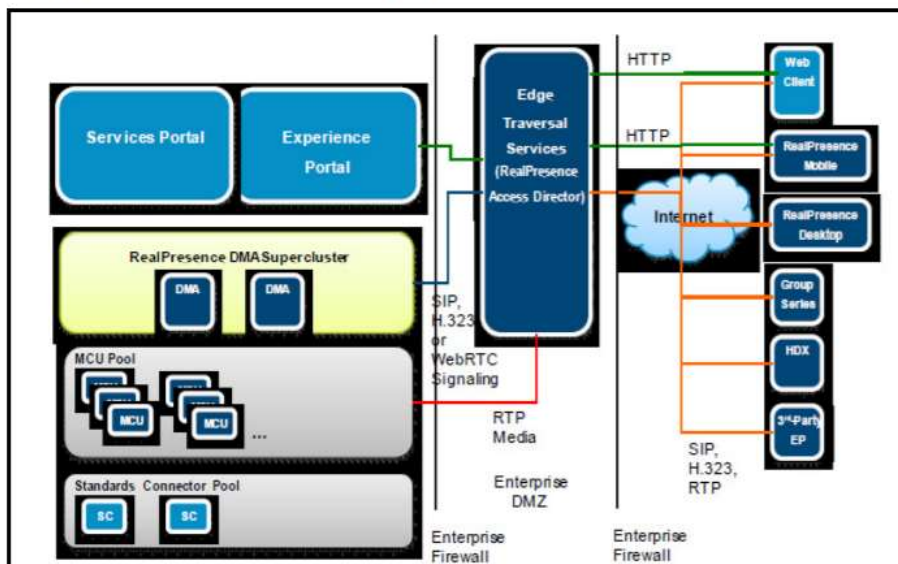 Services Portal
Experience
Portal
Edge
Traversal
Services
(RealPresence
Access Director)
HTTP
HTTP
Web
Client
RealPresence
Mobile
Internet
RealPresence
Desktop
RealPresence DMASupercluster
DMA
DMA
SIP,
H.323
or
WebRTC
Signaling
Group
Series
HDX
MCU Pool
MCU
MCU
...
RTP
Media
3rd-Party
EP
SIP,
H.323,
RTP
Standards Connector Pool
SC
SC
Enterprise
DMZ
Enterprise
Firewall
Enterprise
Firewall